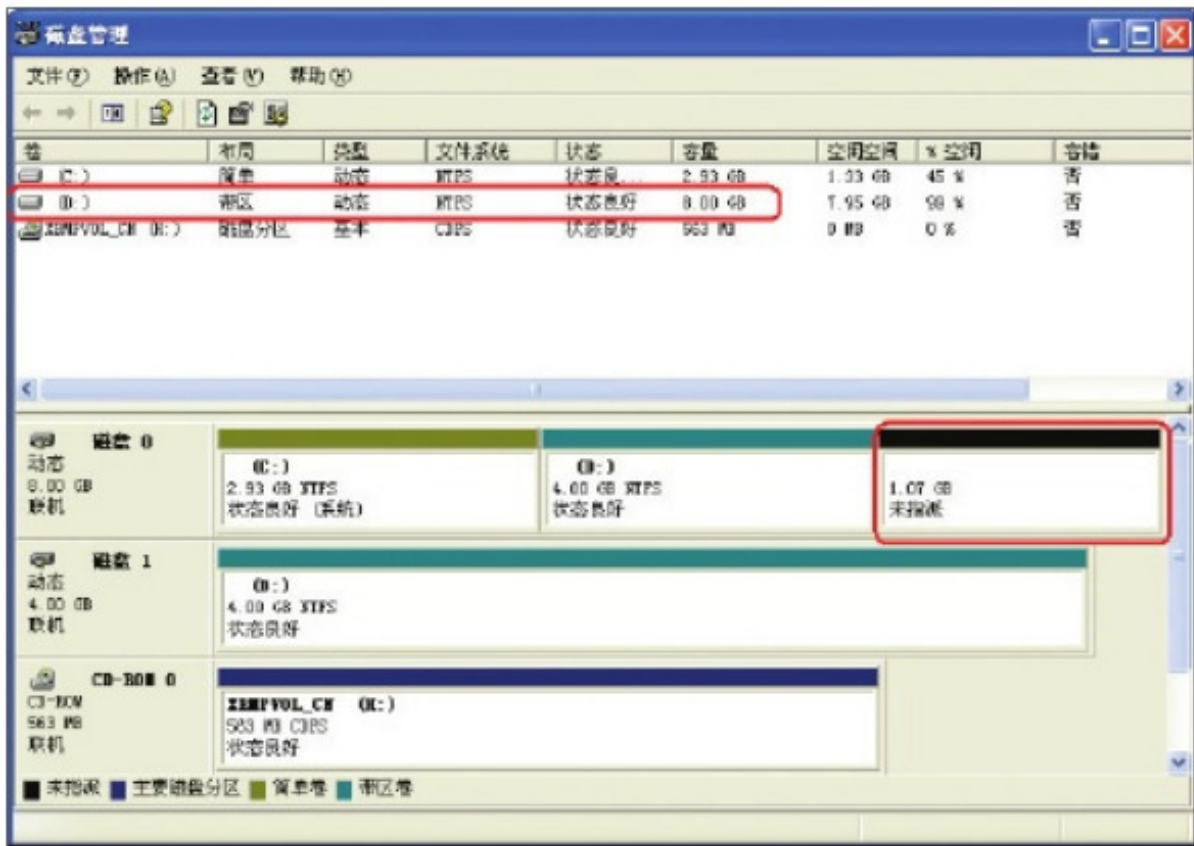 磁盘管理
文件(F) 操作(A) 查看(V) 帮助(H)
卷 布局 类型 文件系统 状态 容量 空闲空间 % 空闲 容错
(C:) 简单 动态 NTFS 状态良... 2.93 GB 1.33 GB 45 % 否
(D:) 带区 动态 NTFS 状态良好 8.00 GB 7.95 GB 98 % 否
(H:) 磁盘分区 基本 CDFS 状态良好 563 MB 0 MB 0 % 否
磁盘 0
动态
8.00 GB
联机
(C:)
2.93 GB NTFS
状态良好 (系统)
(D:)
4.00 GB NTFS
状态良好
1.07 GB
未指派
磁盘 1
动态
4.00 GB
联机
(D:)
4.00 GB NTFS
状态良好
CD-ROM 0
CD-ROM
563 MB
联机
(H:)
563 MB CDFS
状态良好
未指派 主要磁盘分区 简单卷 带区卷